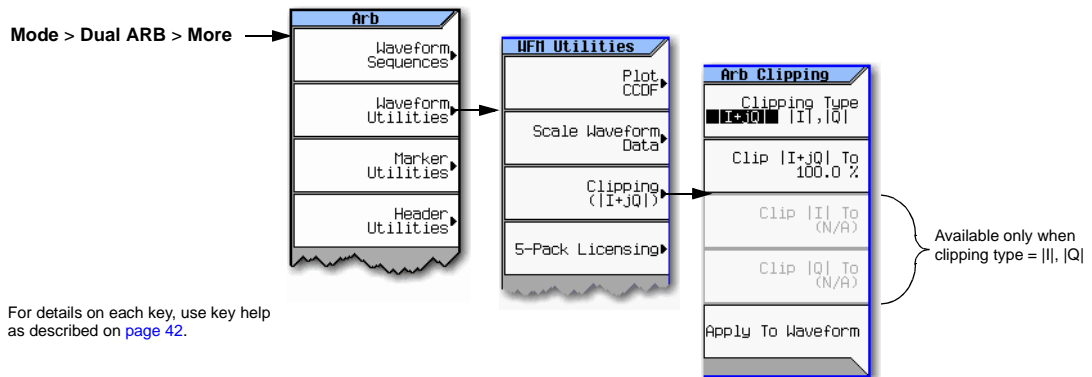 Mode > Dual ARB > More
Arb
Waveform
Sequences
Waveform
Utilities
Marker
Utilities
Header
Utilities
WFM Utilities
Plot
CCDF
Scale Waveform
Data
Clipping
(|I+jQ|)
5-Pack Licensing
Arb Clipping
Clipping Type
|I+jQ| |I|,|Q|
Clip |I+jQ| To
100.0 %
Clip |I| To
(N/A)
Clip |Q| To
(N/A)
Apply To Waveform
Available only when
clipping type = |I|, |Q|
For details on each key, use key help
as described on page 42.